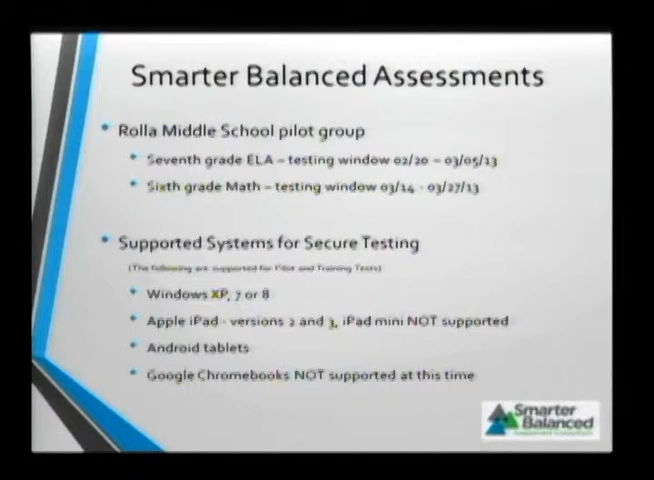 Smarter Balanced Assessments
Rolla Middle School pilot group
Seventh grade ELA – testing window 02/20 – 03/05/13
Sixth grade Math – testing window 03/14 - 03/27/13
Supported Systems for Secure Testing
(The following are supported for Pilot and Training Tests)
Windows XP, 7 or 8
Apple iPad - versions 2 and 3, iPad mini NOT supported
Android tablets
Google Chromebooks NOT supported at this time
Smarter
Balanced